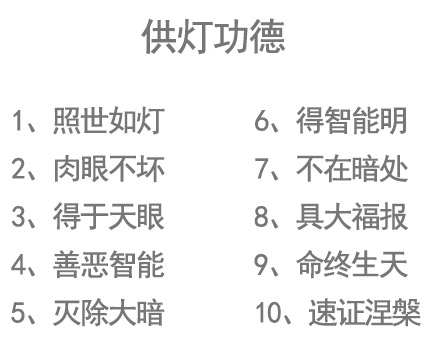 供灯功德
1、照世如灯
2、肉眼不坏
3、得于天眼
4、善恶智能
5、灭除大暗
6、得智能明
7、不在暗处
8、具大福报
9、命终生天
10、速证涅槃